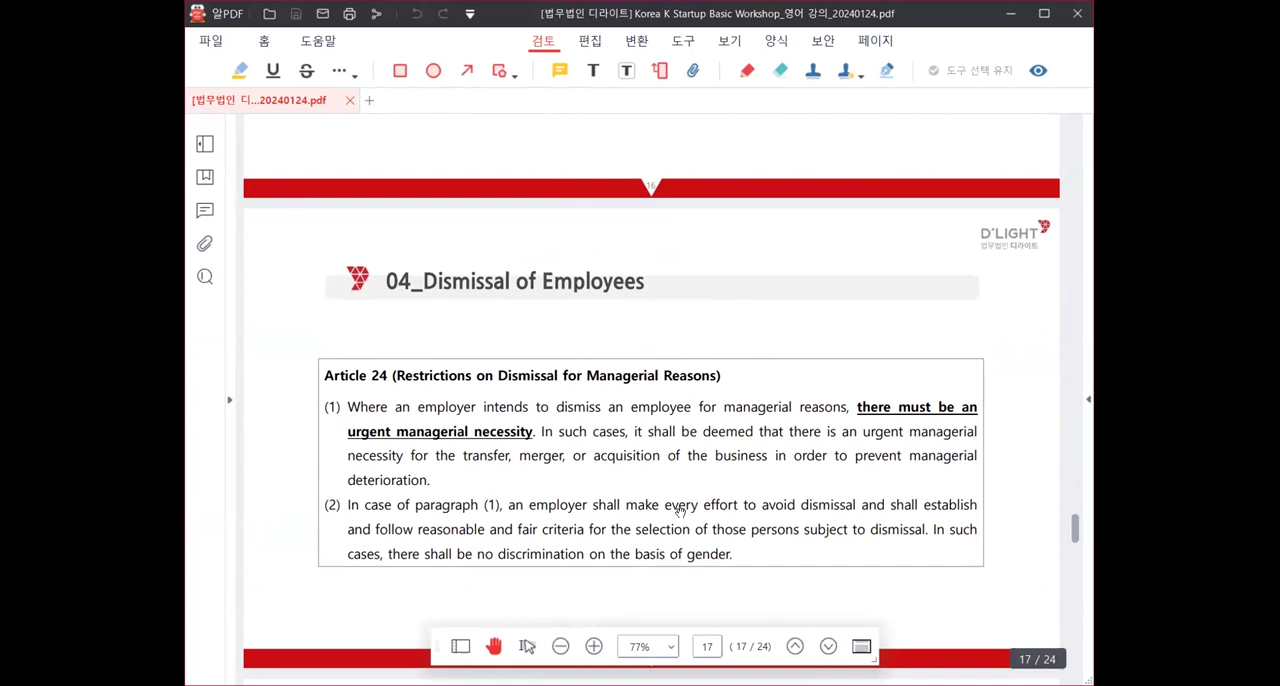 알PDF
[법무법인 디라이트] Korea K Startup Basic Workshop_영어 강의_20240124.pdf
파일 홈 도움말 검토 편집 변환 도구 보기 양식 보안 페이지
도구 선택 유지
[법무법인 디...20240124.pdf
16
D'LIGHT
법무법인 디라이트
04_Dismissal of Employees
Article 24 (Restrictions on Dismissal for Managerial Reasons)
(1) Where an employer intends to dismiss an employee for managerial reasons, there must be an
urgent managerial necessity. In such cases, it shall be deemed that there is an urgent managerial
necessity for the transfer, merger, or acquisition of the business in order to prevent managerial
deterioration.
(2) In case of paragraph (1), an employer shall make every effort to avoid dismissal and shall establish
and follow reasonable and fair criteria for the selection of those persons subject to dismissal. In such
cases, there shall be no discrimination on the basis of gender.
77% 17 ( 17 / 24)
17 / 24